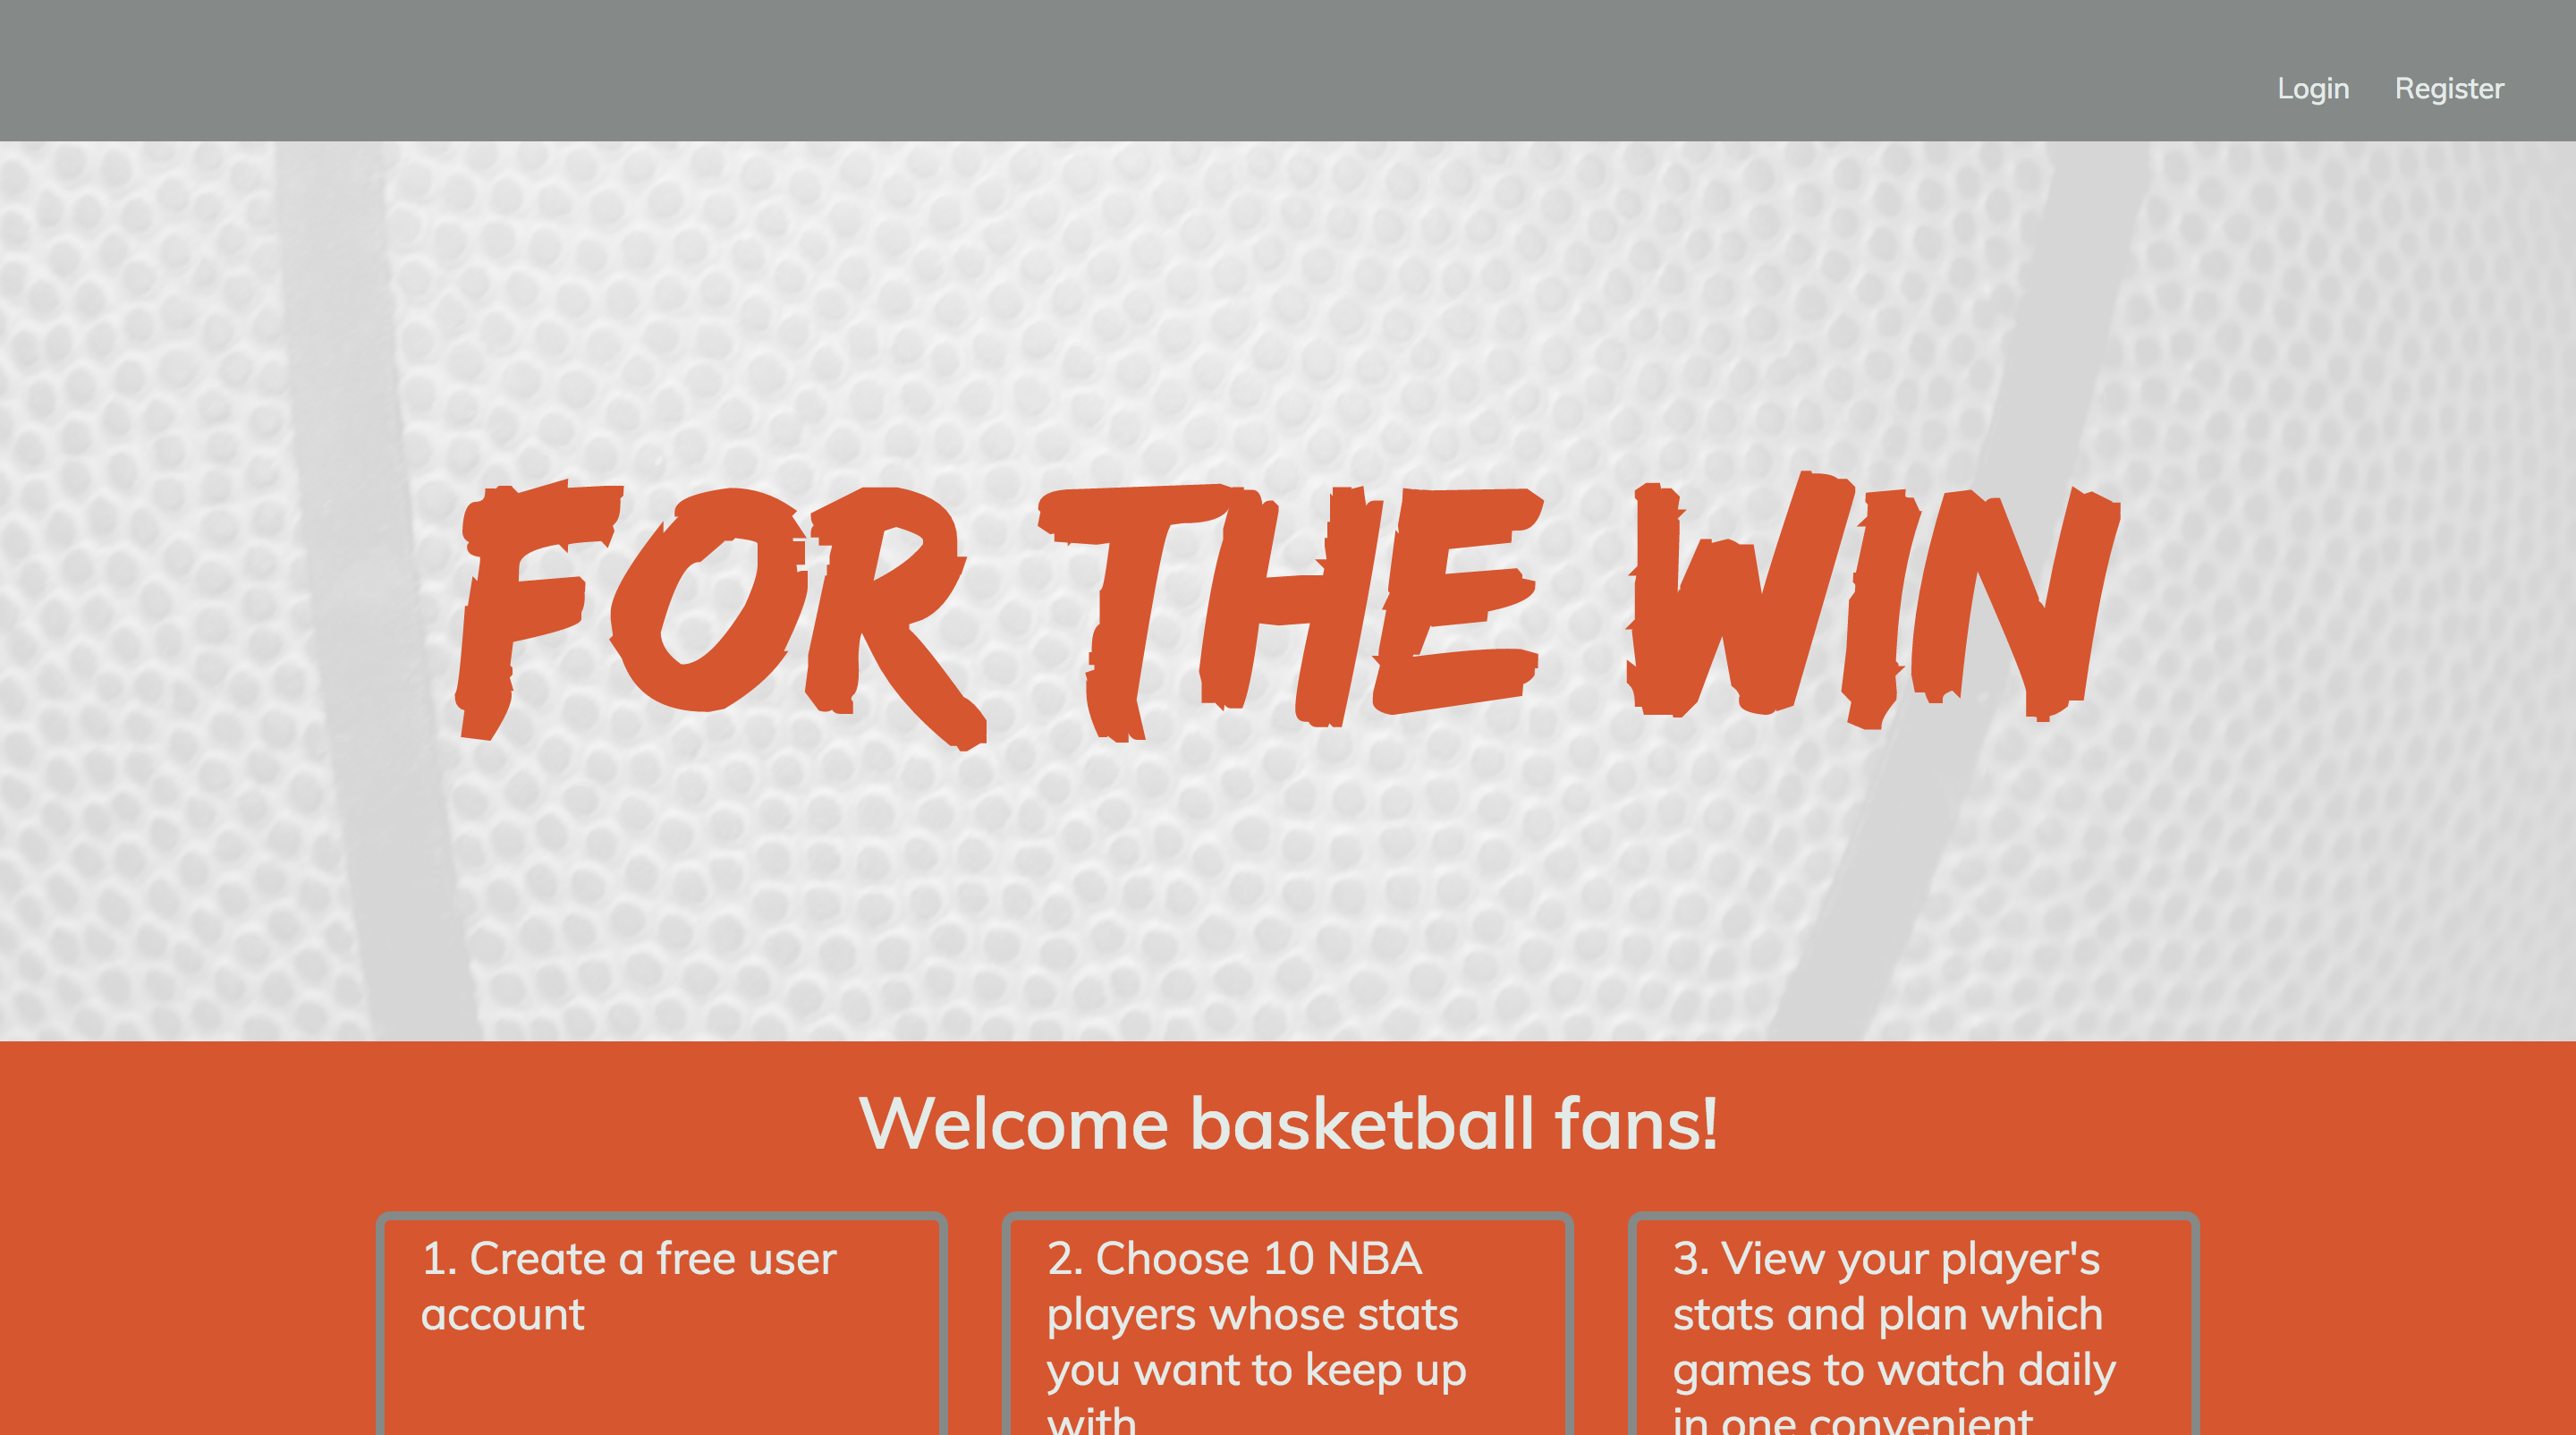 Login Register
FOR THE WIN
Welcome basketball fans!
1. Create a free user
account
2. Choose 10 NBA
players whose stats
you want to keep up
with
3. View your player's
stats and plan which
games to watch daily
in one convenient